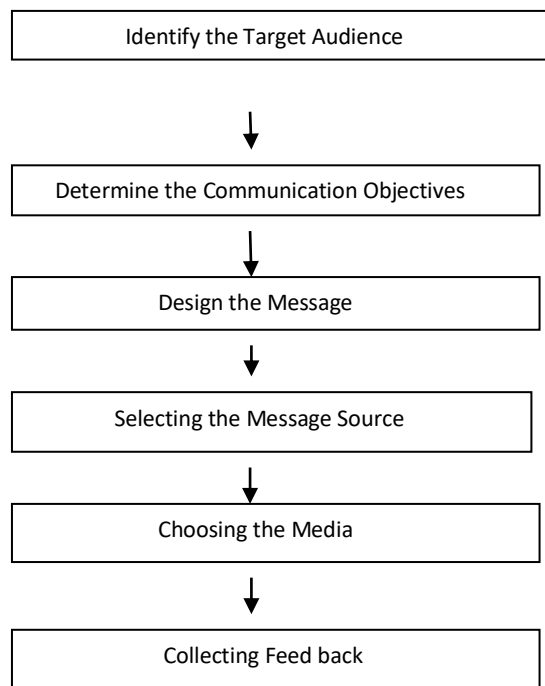 Identify the Target Audience
Determine the Communication Objectives
Design the Message
Selecting the Message Source
Choosing the Media
Collecting Feed back